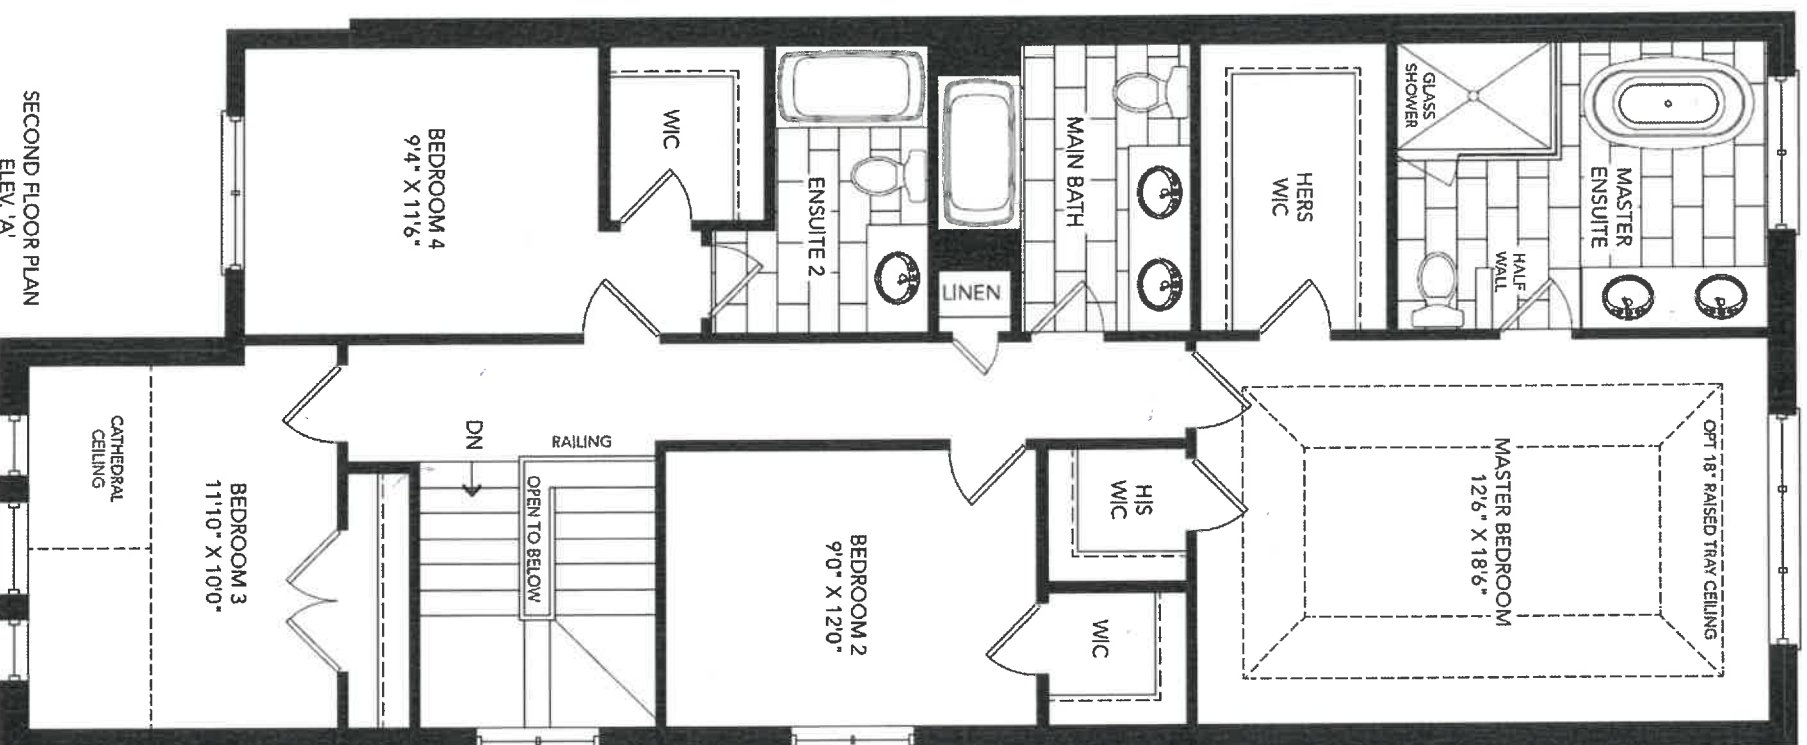 GLASS
SHOWER
MASTER
ENSUITE
HALF
WALL
HERS
WIC
MAIN BATH
LINEN
ENSUITE 2
WIC
BEDROOM 4
9'4" X 11'6"
OPT 18" RAISED TRAY CEILING
MASTER BEDROOM
12'6" X 18'6"
HIS
WIC
WIC
BEDROOM 2
9'0" X 12'0"
RAILING
OPEN TO BELOW
DN
BEDROOM 3
11'10" X 10'0"
CATHEDRAL
CEILING
SECOND FLOOR PLAN
ELEV. 'A'